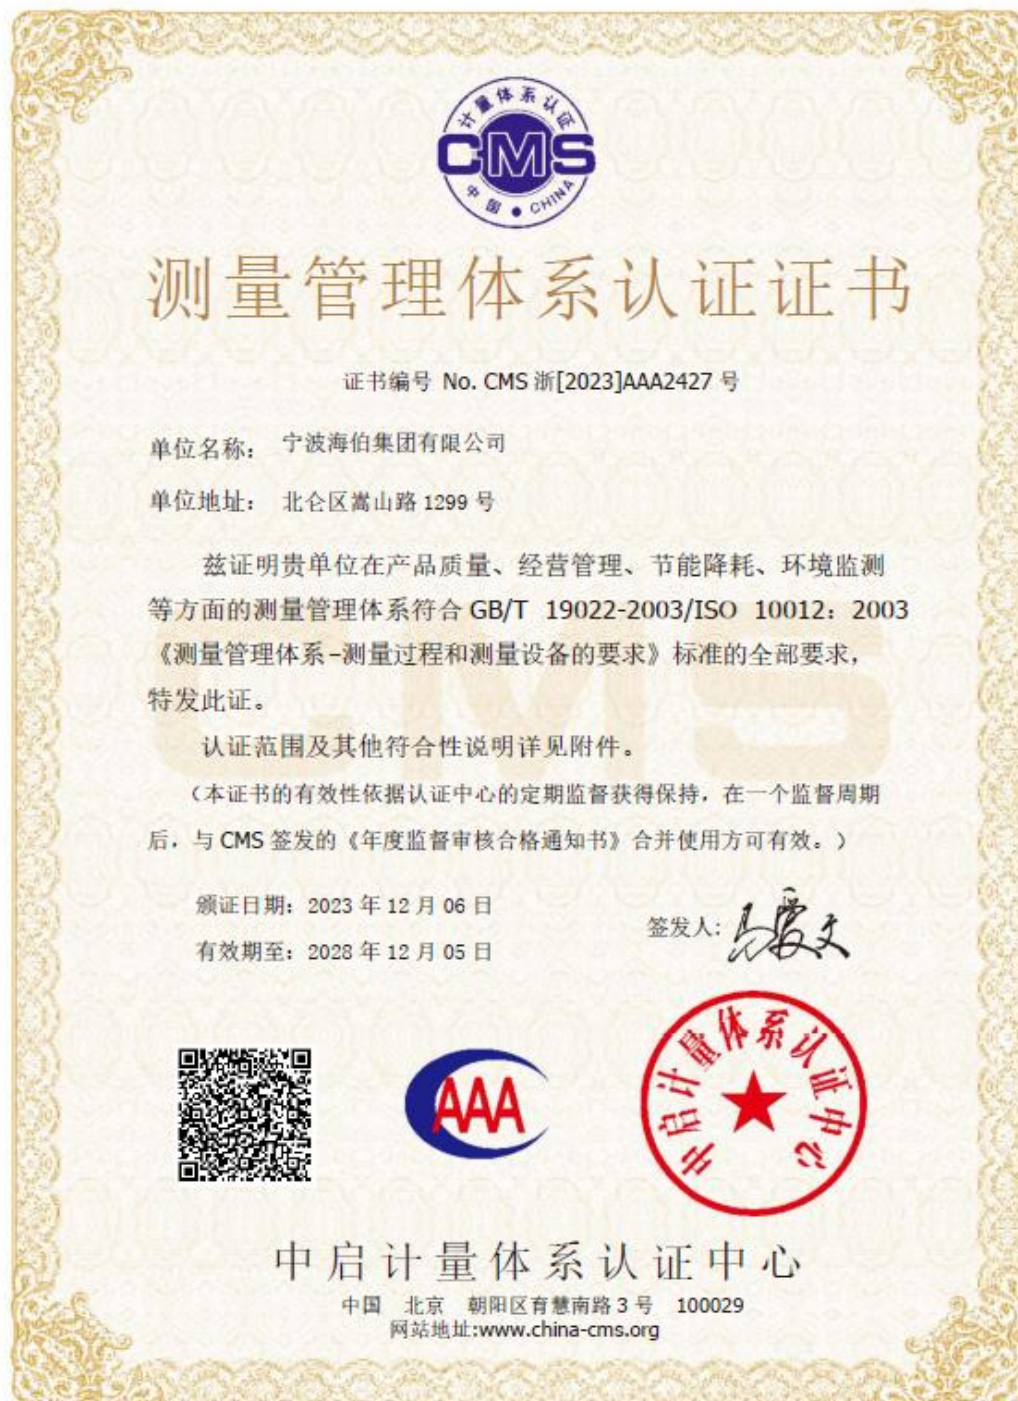 计量体系认证
CMS
中国 • CHINA
测量管理体系认证证书
证书编号 No. CMS 浙[2023]AAA2427 号
单位名称： 宁波海伯集团有限公司
单位地址： 北仑区嵩山路 1299 号
兹证明贵单位在产品质量、经营管理、节能降耗、环境监测
等方面的测量管理体系符合 GB/T 19022-2003/ISO 10012：2003
《测量管理体系-测量过程和测量设备的要求》标准的全部要求，
特发此证。
认证范围及其他符合性说明详见附件。
（本证书的有效性依据认证中心的定期监督获得保持，在一个监督周期
后，与 CMS 签发的《年度监督审核合格通知书》合并使用方可有效。）
颁证日期：2023 年 12 月 06 日
有效期至：2028 年 12 月 05 日
签发人:
AAA
中启计量体系认证中心
中启计量体系认证中心
中国 北京 朝阳区育慧南路 3 号 100029
网站地址:www.china-cms.org